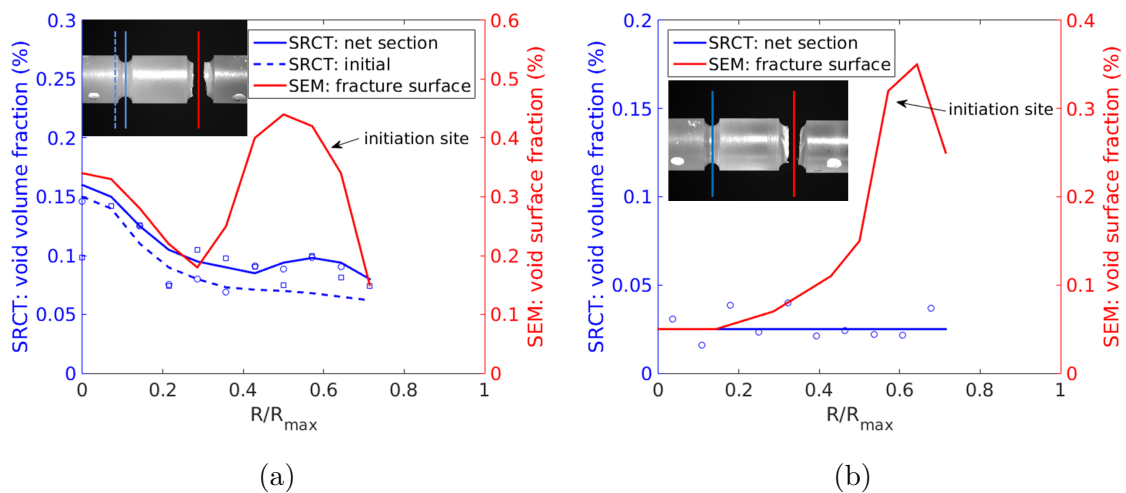 SRCT: void volume fraction (%)
0.3
0.25
0.2
0.15
0.1
0.05
0
SRCT: net section
SRCT: initial
SEM: fracture surface
initiation site
0.6
0.5
0.4
0.3
0.2
0.1
0
SEM: void surface fraction (%)
0 0.2 0.4 0.6 0.8 1
R/Rmax
(a)
SRCT: void volume fraction (%)
0.2
0.15
0.1
0.05
0
SRCT: net section
SEM: fracture surface
initiation site
0.4
0.3
0.2
0.1
0
SEM: void surface fraction (%)
0 0.2 0.4 0.6 0.8 1
R/Rmax
(b)